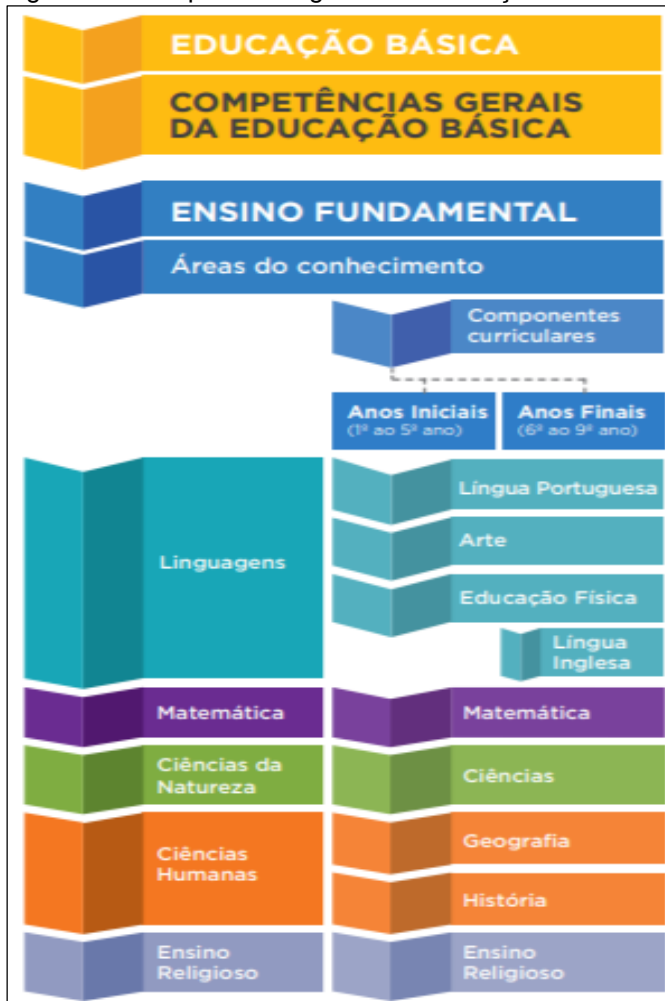 EDUCAÇÃO BÁSICA
COMPETÊNCIAS GERAIS
DA EDUCAÇÃO BÁSICA
ENSINO FUNDAMENTAL
Áreas do conhecimento
Componentes
curriculares
Anos Iniciais
(1º ao 5º ano)
Anos Finais
(6º ao 9º ano)
Linguagens
Língua Portuguesa
Arte
Educação Física
Língua
Inglesa
Matemática
Matemática
Ciências da
Natureza
Ciências
Ciências
Humanas
Geografia
História
Ensino
Religioso
Ensino
Religioso